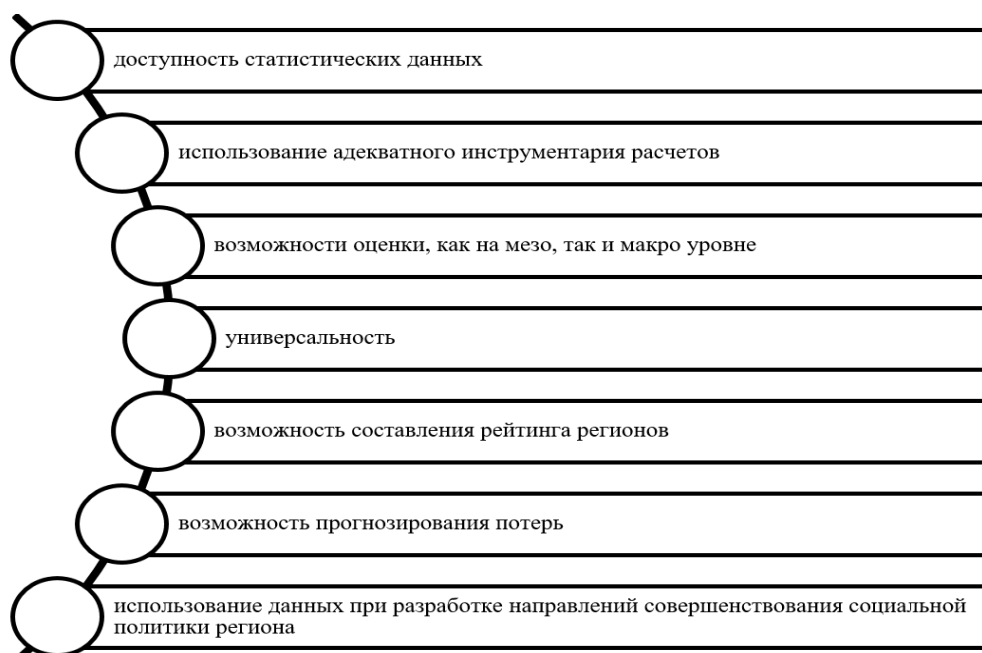 доступность статистических данных
использование адекватного инструментария расчетов
возможности оценки, как на мезо, так и макро уровне
универсальность
возможность составления рейтинга регионов
возможность прогнозирования потерь
использование данных при разработке направлений совершенствования социальной
политики региона